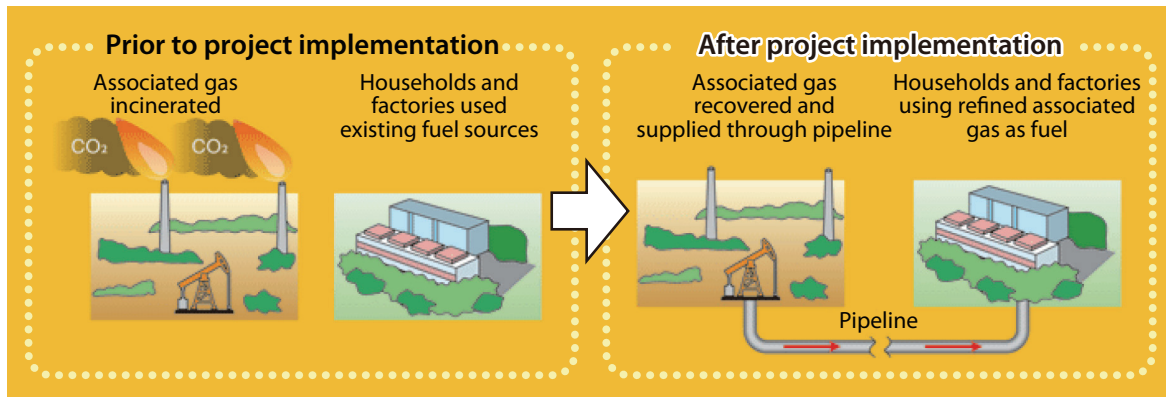 Prior to project implementation
Associated gas
incinerated
CO₂
CO₂
Households and
factories used
existing fuel sources
After project implementation
Associated gas
recovered and
supplied through pipeline
Households and factories
using refined associated
gas as fuel
Pipeline